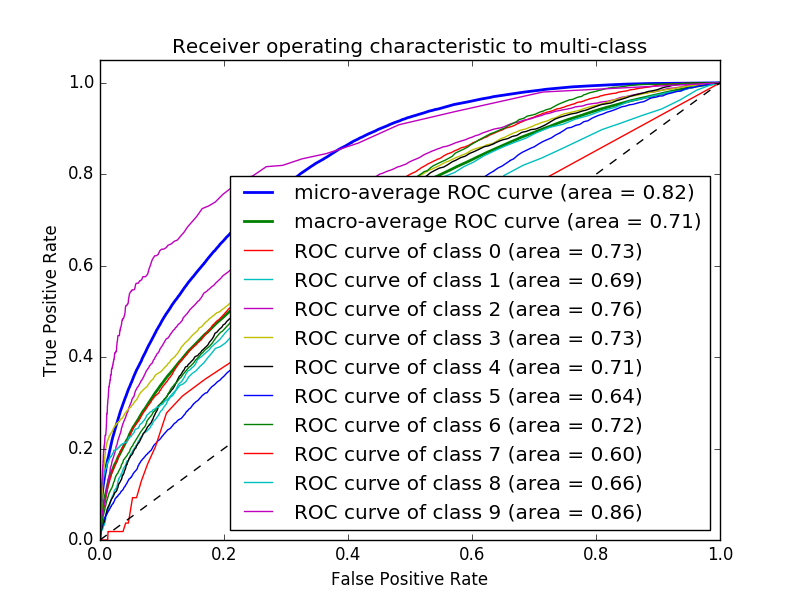 Receiver operating characteristic to multi-class
1.0
0.8
0.6
0.4
0.2
0.0
True Positive Rate
micro-average ROC curve (area = 0.82)
macro-average ROC curve (area = 0.71)
ROC curve of class 0 (area = 0.73)
ROC curve of class 1 (area = 0.69)
ROC curve of class 2 (area = 0.76)
ROC curve of class 3 (area = 0.73)
ROC curve of class 4 (area = 0.71)
ROC curve of class 5 (area = 0.64)
ROC curve of class 6 (area = 0.72)
ROC curve of class 7 (area = 0.60)
ROC curve of class 8 (area = 0.66)
ROC curve of class 9 (area = 0.86)
0.0 0.2 0.4 0.6 0.8 1.0
False Positive Rate